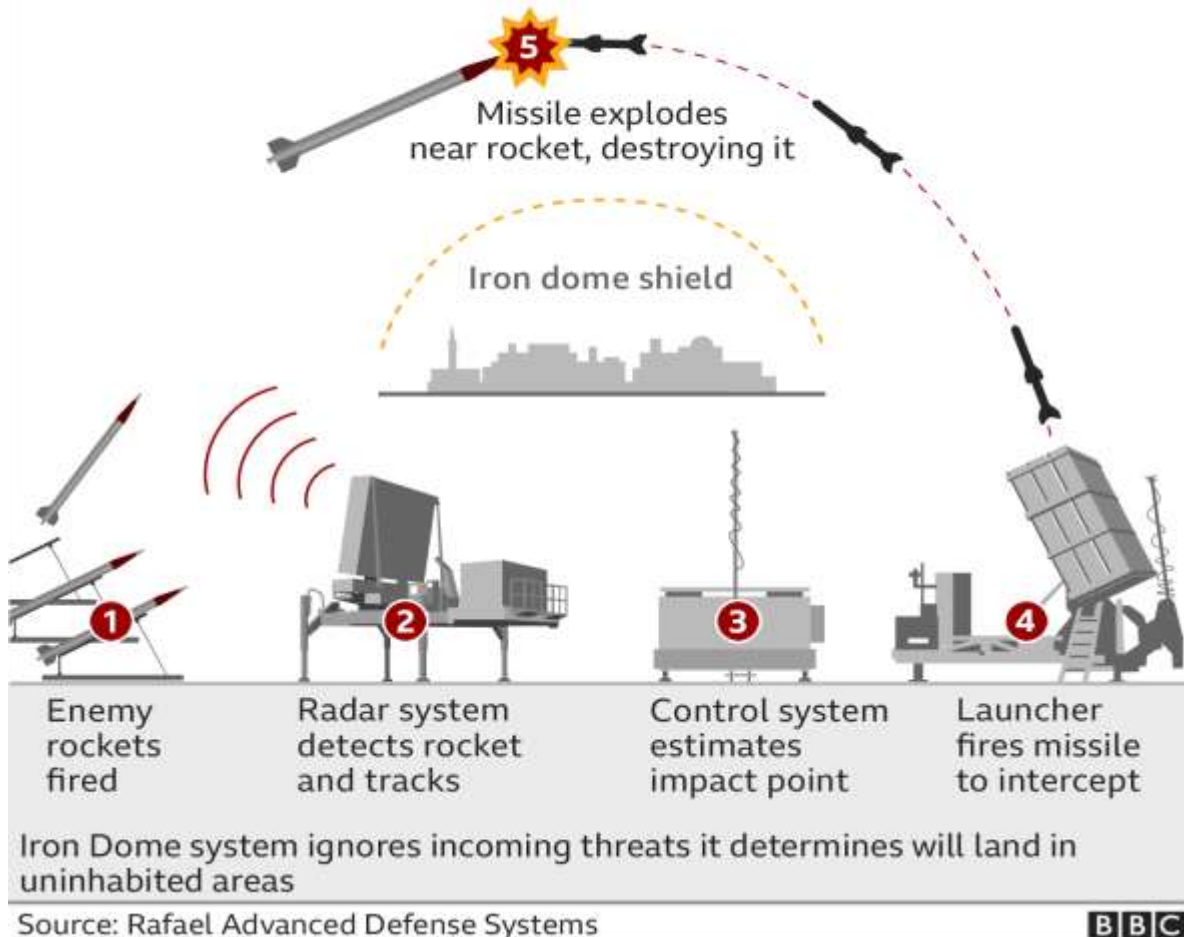 5
Missile explodes
near rocket, destroying it
Iron dome shield
1
2
3
4
Enemy
rockets
fired
Radar system
detects rocket
and tracks
Control system
estimates
impact point
Launcher
fires missile
to intercept
Iron Dome system ignores incoming threats it determines will land in
uninhabited areas
Source: Rafael Advanced Defense Systems
BBC